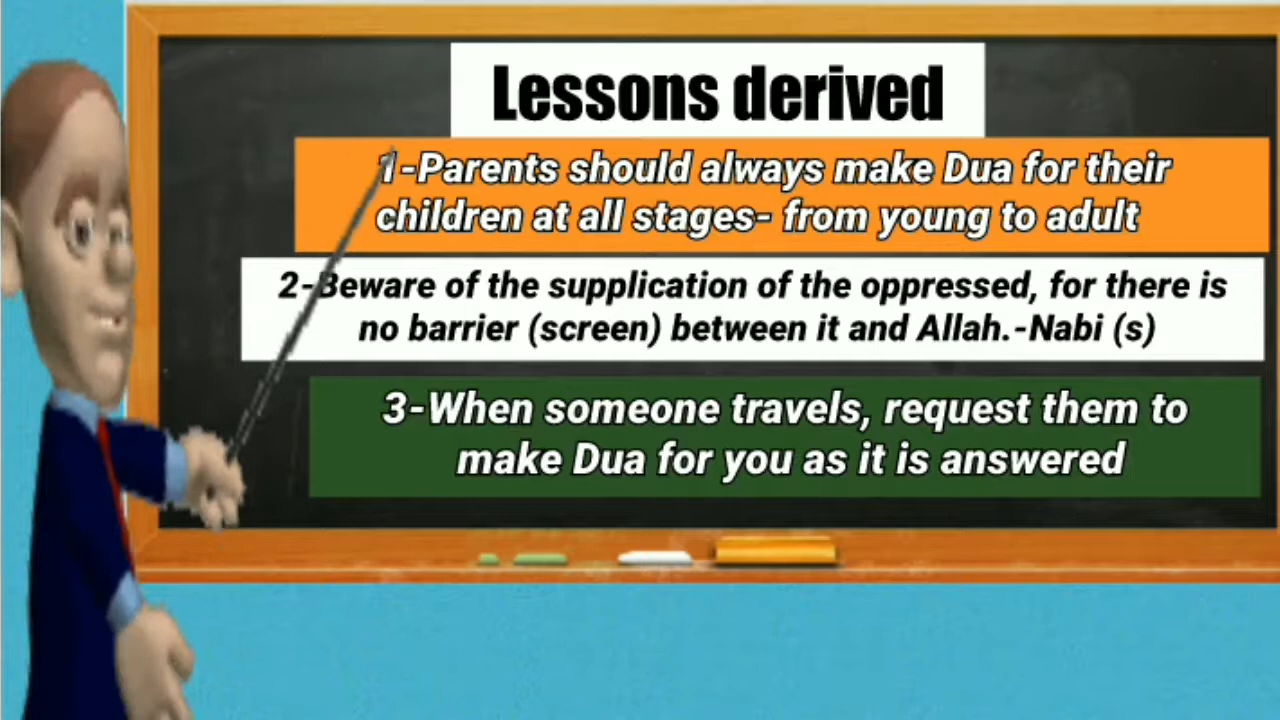 Lessons derived
1-Parents should always make Dua for their
children at all stages- from young to adult
2-Beware of the supplication of the oppressed, for there is
no barrier (screen) between it and Allah.-Nabi (s)
3-When someone travels, request them to
make Dua for you as it is answered